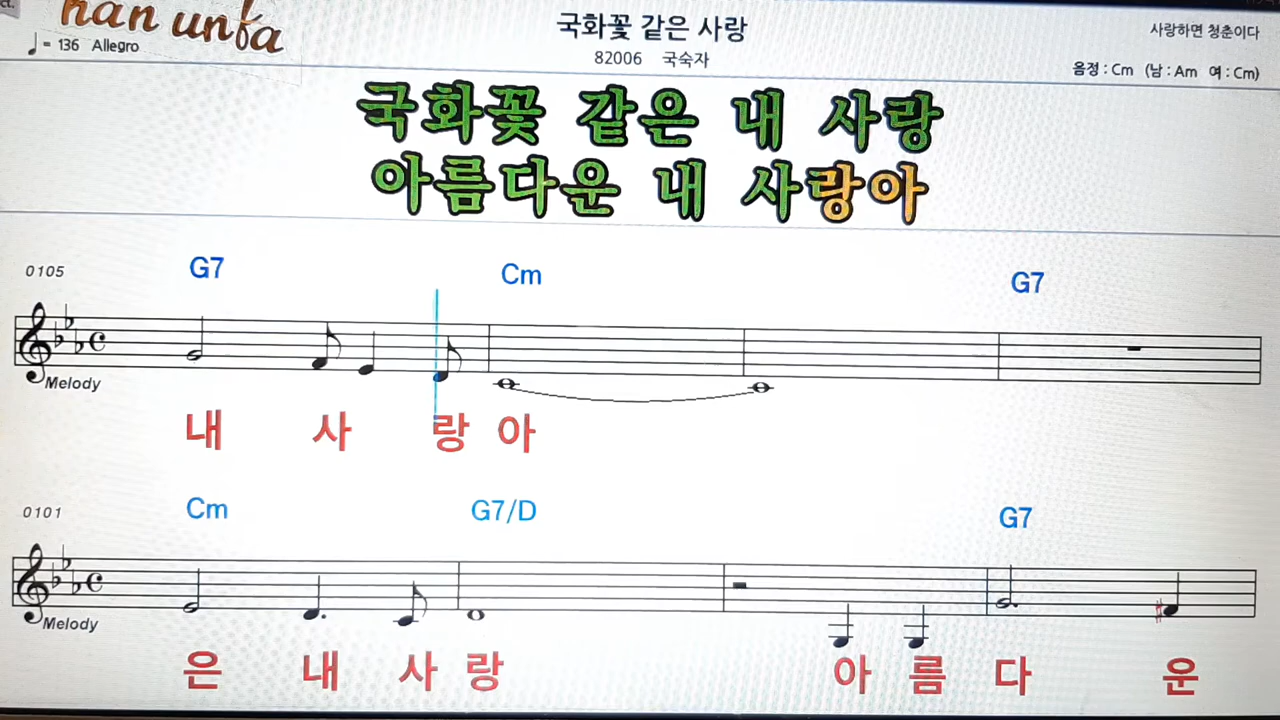 ct.
han unfa
♩ = 136 Allegro
국화꽃 같은 사랑
82006 국숙자
사랑하면 청춘이다
음정 : Cm (남 : Am 여 : Cm)
국화꽃 같은 내 사랑
아름다운 내 사랑아
0105
G7 Cm G7
Melody
내 사 랑 아
0101
Cm G7/D G7
Melody
은 내 사 랑 아 름 다 운